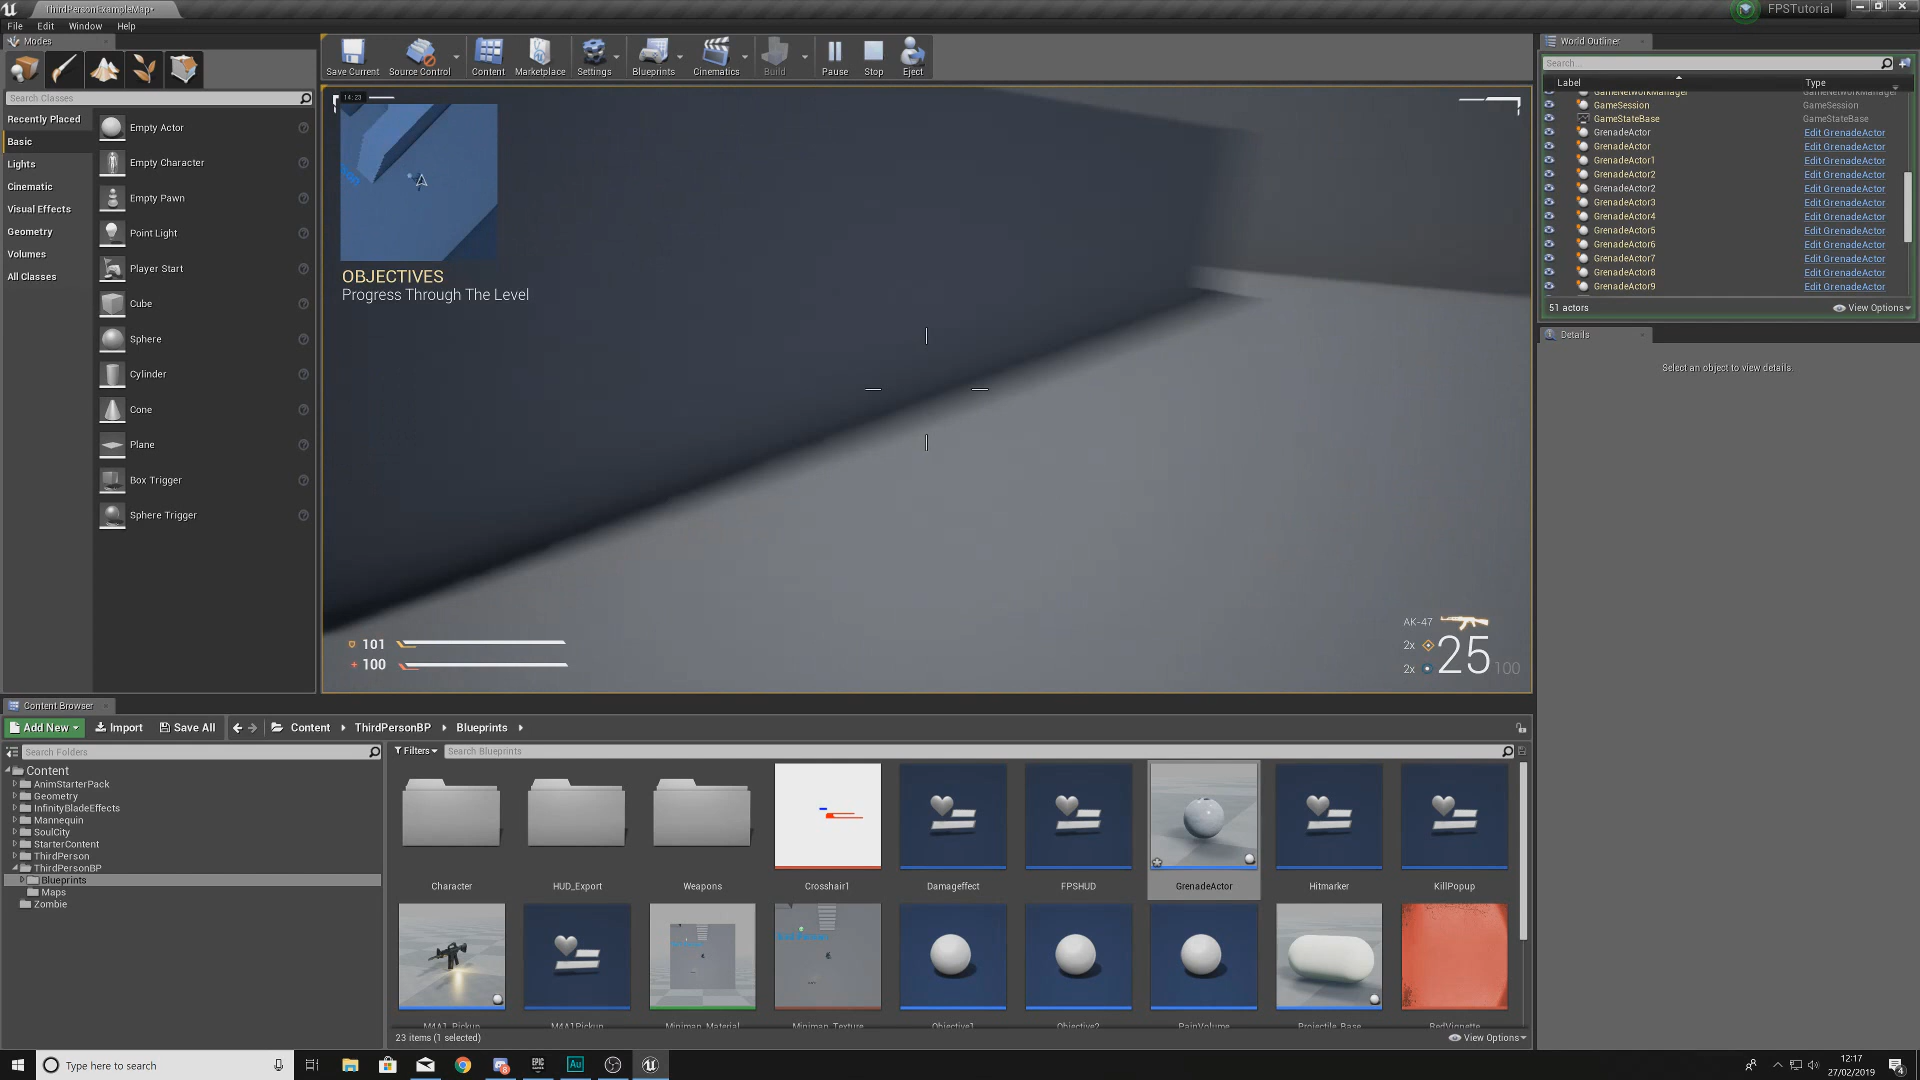 ThirdPersonExampleMap*
FPSTutorial
File
Edit
Window
Help
Modes
Search Classes
Recently Placed
Basic
Lights
Cinematic
Visual Effects
Geometry
Volumes
All Classes
Empty Actor
Empty Character
Empty Pawn
Point Light
Player Start
Cube
Sphere
Cylinder
Cone
Plane
Box Trigger
Sphere Trigger
Save Current
Source Control
Content
Marketplace
Settings
Blueprints
Cinematics
Build
Pause
Stop
Eject
14:23
OBJECTIVES
Progress Through The Level
101
100
AK-47
2x
2x
25
100
World Outliner
Search...
Label
Type
GameNetworkManager GameNetworkManager
GameSession GameSession
GameStateBase GameStateBase
GrenadeActor Edit GrenadeActor
GrenadeActor Edit GrenadeActor
GrenadeActor1 Edit GrenadeActor
GrenadeActor2 Edit GrenadeActor
GrenadeActor2 Edit GrenadeActor
GrenadeActor3 Edit GrenadeActor
GrenadeActor4 Edit GrenadeActor
GrenadeActor5 Edit GrenadeActor
GrenadeActor6 Edit GrenadeActor
GrenadeActor7 Edit GrenadeActor
GrenadeActor8 Edit GrenadeActor
GrenadeActor9 Edit GrenadeActor
51 actors
View Options
Details
Select an object to view details.
Content Browser
Add New
Import
Save All
Content
ThirdPersonBP
Blueprints
Search Folders
Filters
Search Blueprints
Content
AnimStarterPack
Geometry
InfinityBladeEffects
Mannequin
SoulCity
StarterContent
ThirdPerson
ThirdPersonBP
Blueprints
Maps
Zombie
Character
HUD_Export
Weapons
Crosshair1
Damageffect
FPSHUD
GrenadeActor
Hitmarker
KillPopup
M4A1_Pickup
M4A1Pickup
Minimap_Material
Minimap_Texture
Objective1
Objective2
PainVolume
Projectile_Base
RedVignette
23 items (1 selected)
View Options
Type here to search
EPIC GAMES
Au
12:17
27/02/2019